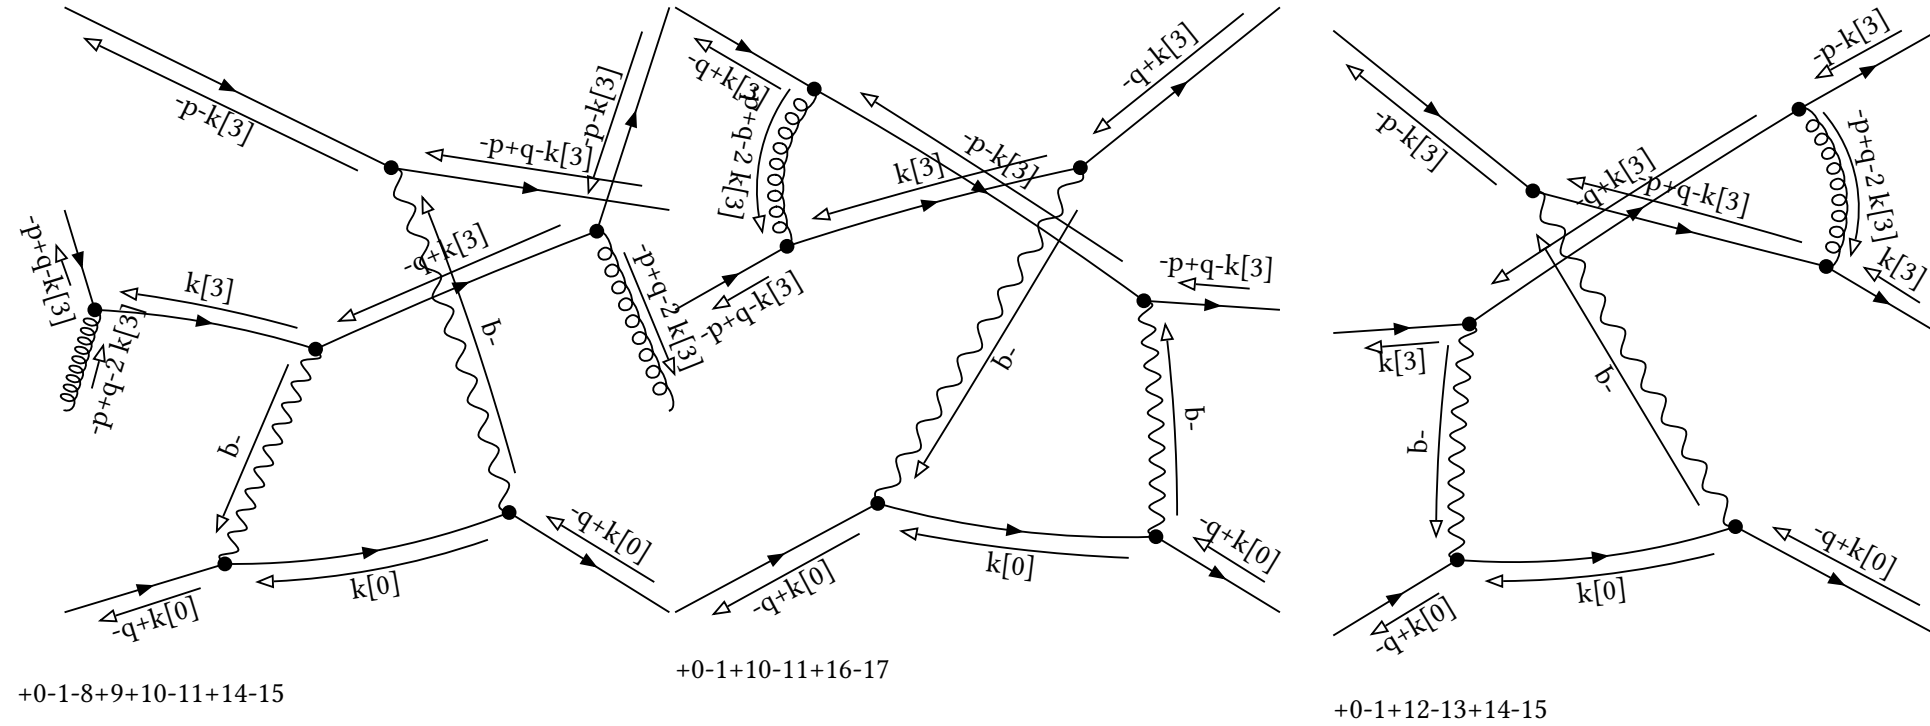 -p-k[3]
-p+q-k[3]
-p-k[3]
-q+k[3]
-p+q-k[3]
k[3]
-p+q-2 k[3]
-p+q-2 k[3]
q-
q-
k[0]
-q+k[0]
-q+k[0]
+0-1-8+9+10-11+14-15
-q+k[3]
-p+q-2 k[3]
k[3]
-p-k[3]
-q+k[3]
-p+q-k[3]
-p+q-k[3]
q-
q-
k[0]
-q+k[0]
-q+k[0]
+0-1+10-11+16-17
-p-k[3]
-p-k[3]
-q+k[3]
-p+q-k[3]
-p+q-2 k[3]
k[3]
k[3]
q-
q-
k[0]
-q+k[0]
-q+k[0]
+0-1+12-13+14-15